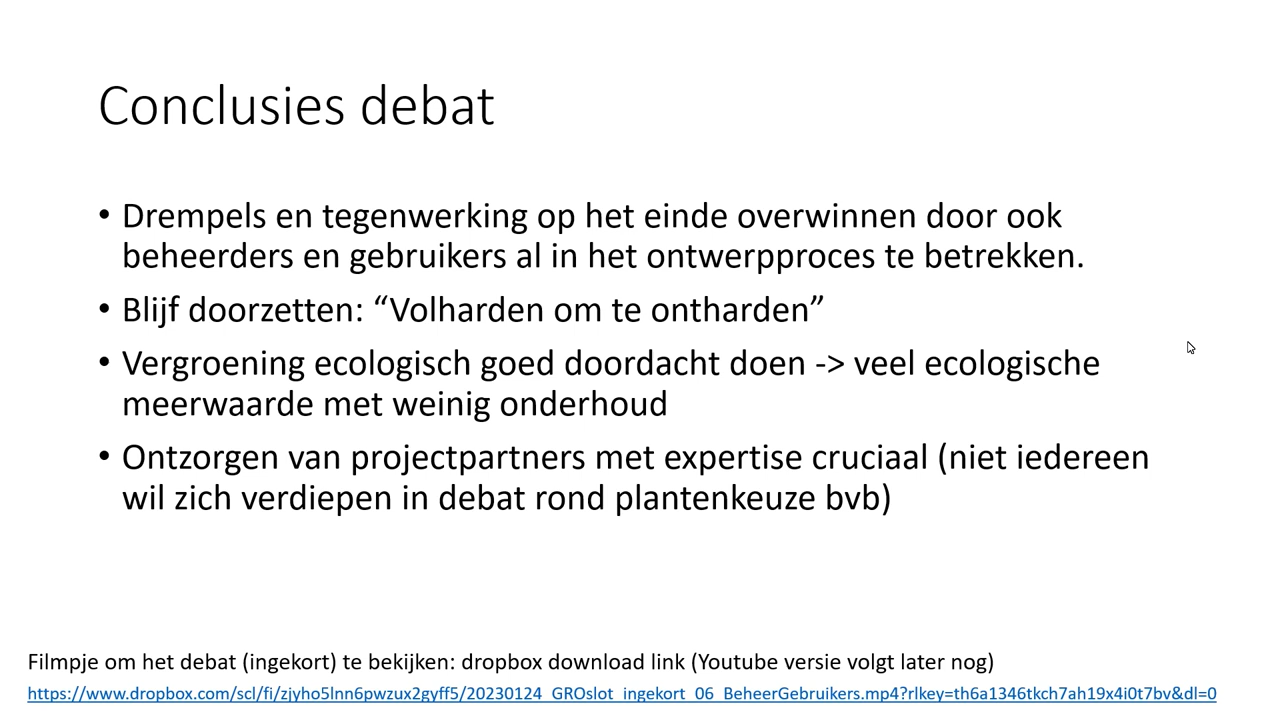 Conclusies debat
• Drempels en tegenwerking op het einde overwinnen door ook
beheerders en gebruikers al in het ontwerpproces te betrekken.
• Blijf doorzetten: “Volharden om te ontharden”
• Vergroening ecologisch goed doordacht doen -> veel ecologische
meerwaarde met weinig onderhoud
• Ontzorgen van projectpartners met expertise cruciaal (niet iedereen
wil zich verdiepen in debat rond plantenkeuze bvb)
Filmpje om het debat (ingekort) te bekijken: dropbox download link (Youtube versie volgt later nog)
https://www.dropbox.com/scl/fi/zjyho5lnn6pwzux2gyff5/20230124_GROslot_ingekort_06_BeheerGebruikers.mp4?rlkey=th6a1346tkch7ah19x4i0t7bv&dl=0